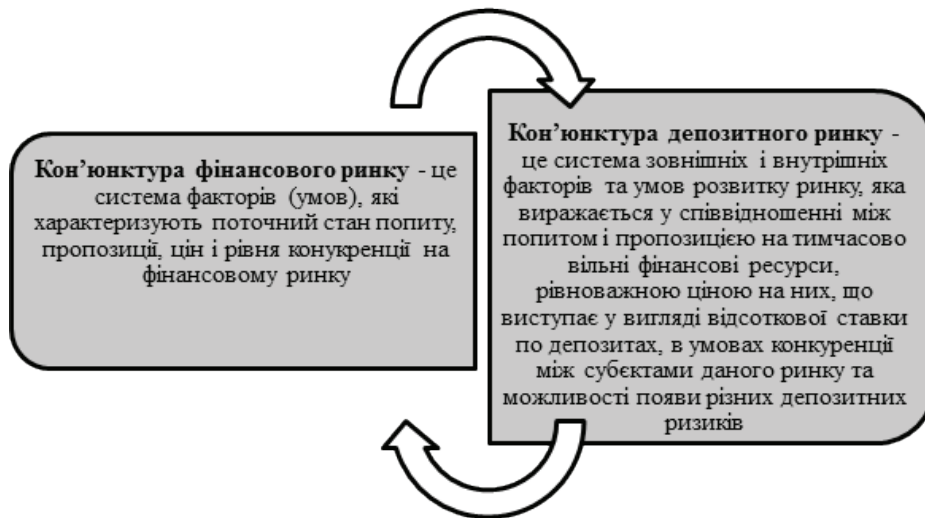 Кон’юнктура фінансового ринку - це
система факторів (умов), які
характеризують поточний стан попиту,
пропозиції, цін і рівня конукренції на
фінансовому ринку
Кон’юнктура депозитного ринку -
це система зовнішніх і внутрішніх
факторів та умов розвитку ринку, яка
виражається у співвідношенні між
попитом і пропозицією на тимчасово
вільні фінансові ресурси,
рівноважною ціною на них, що
виступає у вигляді відсоткової ставки
по депозитах, в умовах конкуренції
між субєктами даного ринку та
можливості появи різних депозитних
ризиків